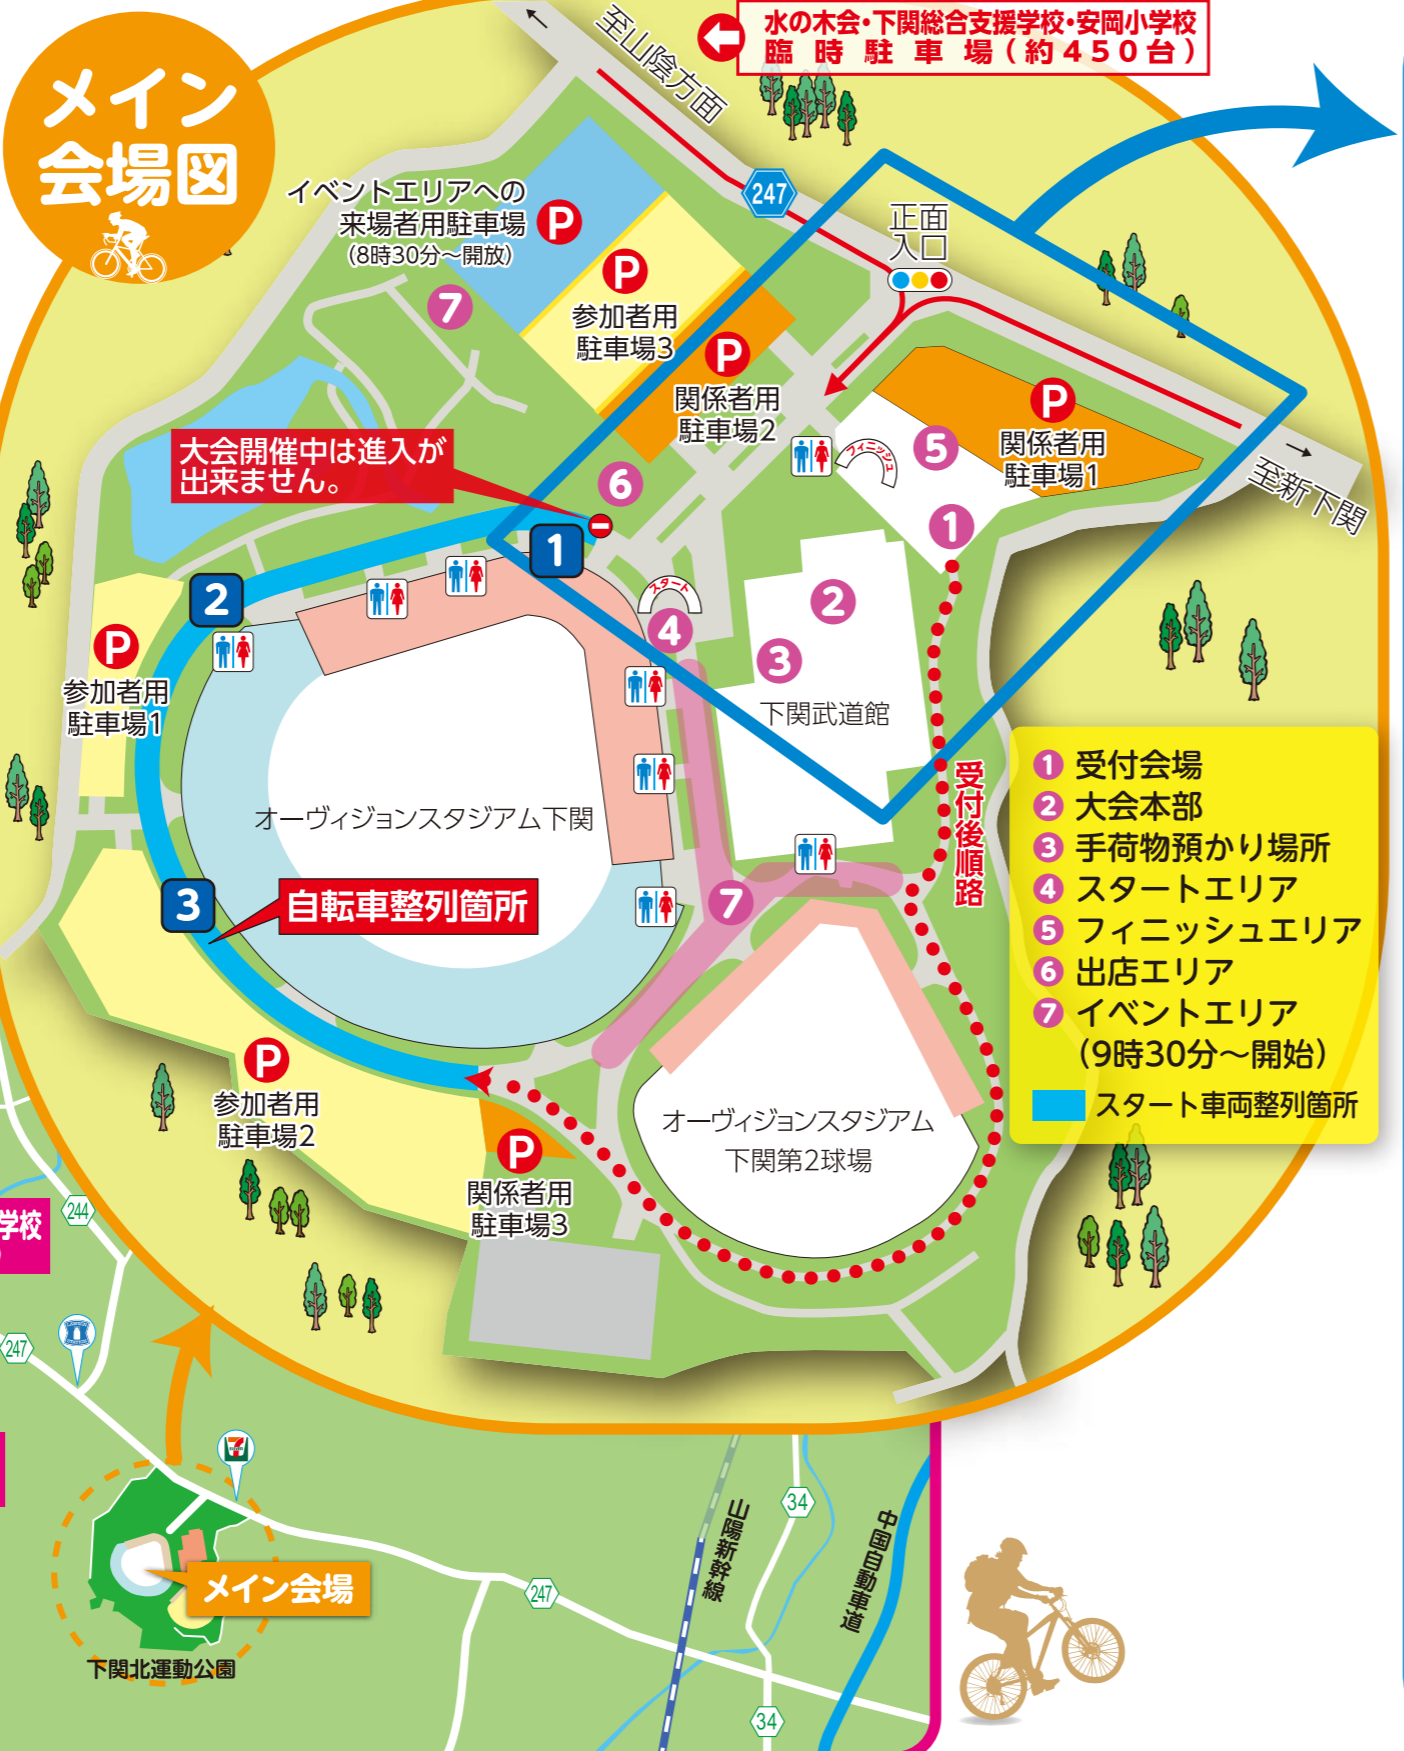 メイン
会場図
水の木会・下関総合支援学校・安岡小学校
臨時駐車場(約450台)
至山陰方面
247
正面
入口
イベントエリアへの
来場者用駐車場
(8時30分～開放)
P
P
参加者用
駐車場3
7
P
関係者用
駐車場2
P
関係者用
駐車場1
至新下関
フィニッシュ
5
大会開催中は進入が
出来ません。
6
1
1
2
スタート
4
2
3
下関武道館
P
参加者用
駐車場1
オーヴィジョンスタジアム下関
受付後順路
3
自転車整列箇所
7
1 受付会場
2 大会本部
3 手荷物預かり場所
4 スタートエリア
5 フィニッシュエリア
6 出店エリア
7 イベントエリア
(9時30分～開始)
スタート車両整列箇所
P
参加者用
駐車場2
P
関係者用
駐車場3
オーヴィジョンスタジアム
下関第2球場
学校
244
247
7
メイン会場
下関北運動公園
247
山陽新幹線
34
中国自動車道
34